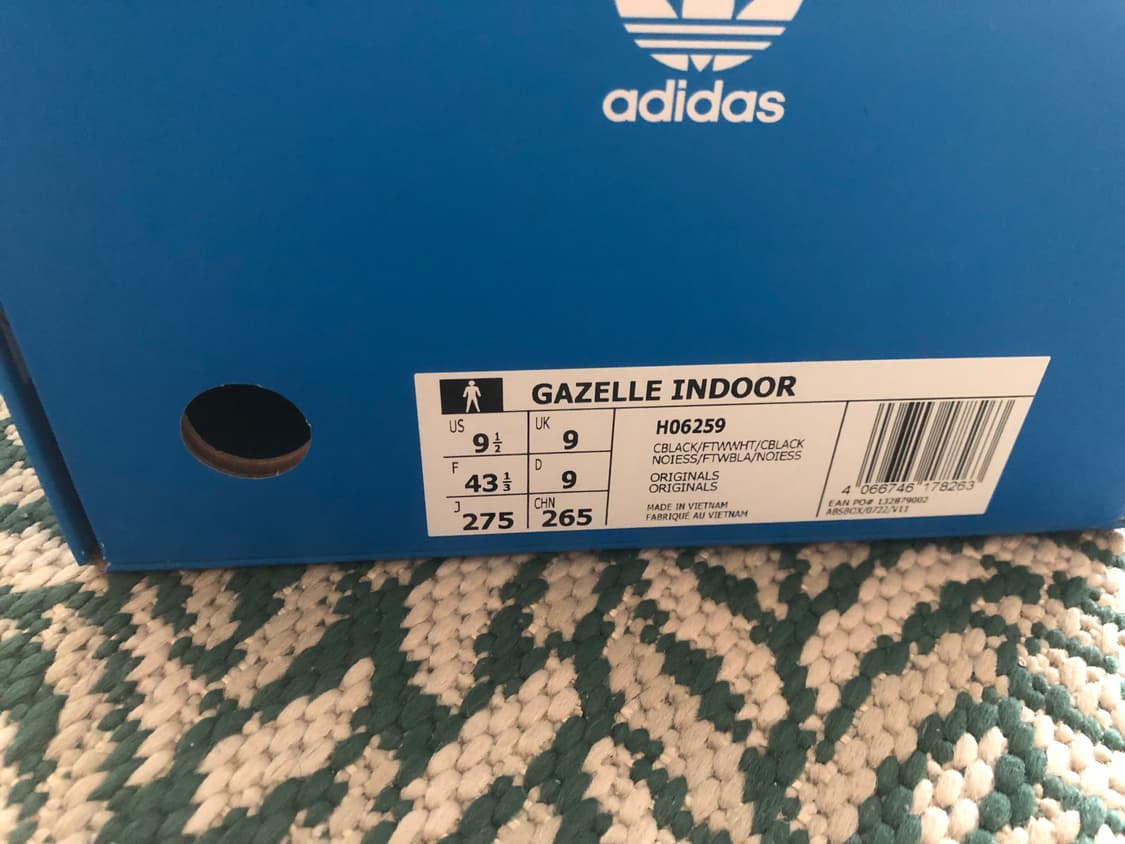 adidas
GAZELLE INDOOR
US 9½ UK 9
F 43⅓ D 9
J 275 CHN 265
H06259
CBLACK/FTWWHT/CBLACK
NOIESS/FTWBLA/NOIESS
ORIGINALS
ORIGINALS
MADE IN VIETNAM
FABRIQUÉ AU VIETNAM
4 066746 178263
EAN PO# 132879002
ABSBOX/0722/V11